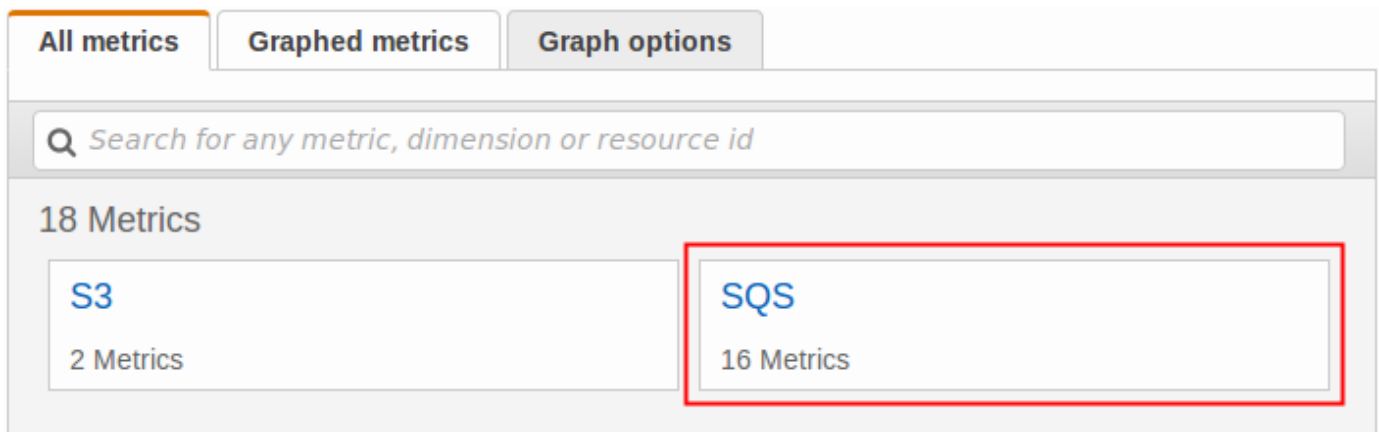 All metrics Graphed metrics Graph options
Search for any metric, dimension or resource id
18 Metrics
S3 SQS
2 Metrics 16 Metrics